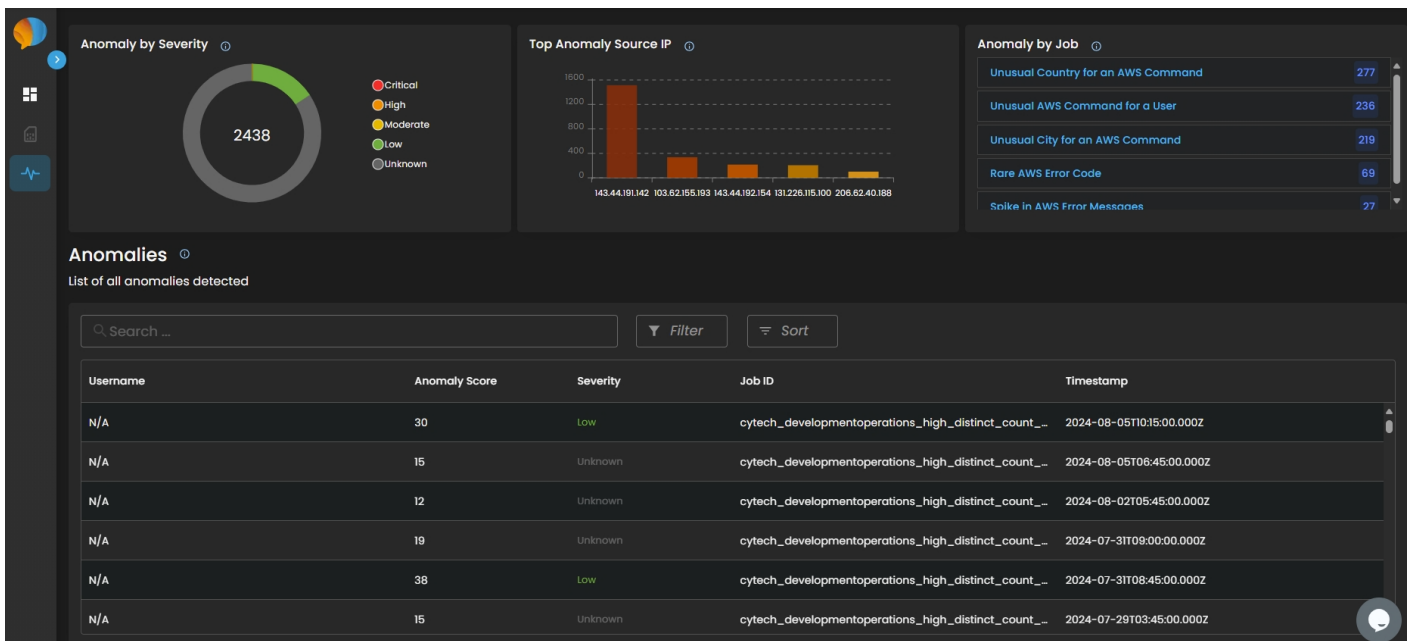 Anomaly by Severity
2438
Critical
High
Moderate
Low
Unknown
Top Anomaly Source IP
1600
1200
800
400
0
143.44.191.142 103.62.155.193 143.44.192.154 131.226.115.100 206.62.40.188
Anomaly by Job
Unusual Country for an AWS Command 277
Unusual AWS Command for a User 236
Unusual City for an AWS Command 219
Rare AWS Error Code 69
Spike in AWS Error Messages 27
Anomalies
List of all anomalies detected
Search ...
Filter
Sort
Username Anomaly Score Severity Job ID Timestamp
N/A 30 Low cytech_developmentoperations_high_distinct_count_... 2024-08-05T10:15:00.000Z
N/A 15 Unknown cytech_developmentoperations_high_distinct_count_... 2024-08-05T06:45:00.000Z
N/A 12 Unknown cytech_developmentoperations_high_distinct_count_... 2024-08-02T05:45:00.000Z
N/A 19 Unknown cytech_developmentoperations_high_distinct_count_... 2024-07-31T09:00:00.000Z
N/A 38 Low cytech_developmentoperations_high_distinct_count_... 2024-07-31T08:45:00.000Z
N/A 15 Unknown cytech_developmentoperations_high_distinct_count_... 2024-07-29T03:45:00.000Z